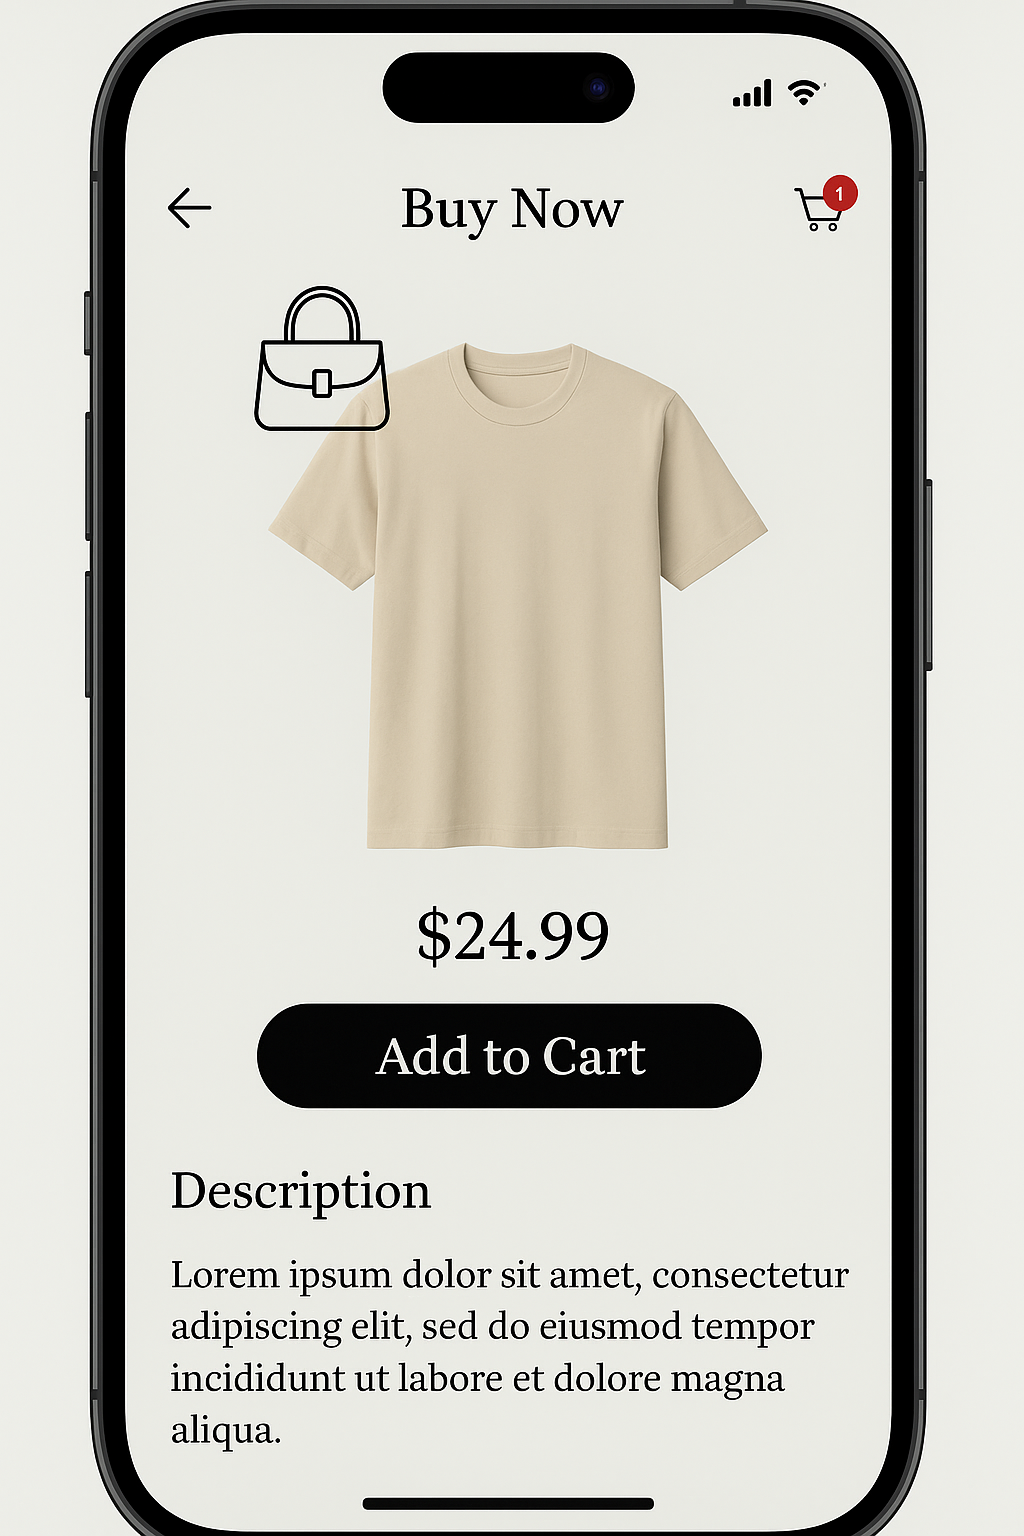 Buy Now
1
$24.99
Add to Cart
Description
Lorem ipsum dolor sit amet, consectetur
adipiscing elit, sed do eiusmod tempor
incididunt ut labore et dolore magna
aliqua.